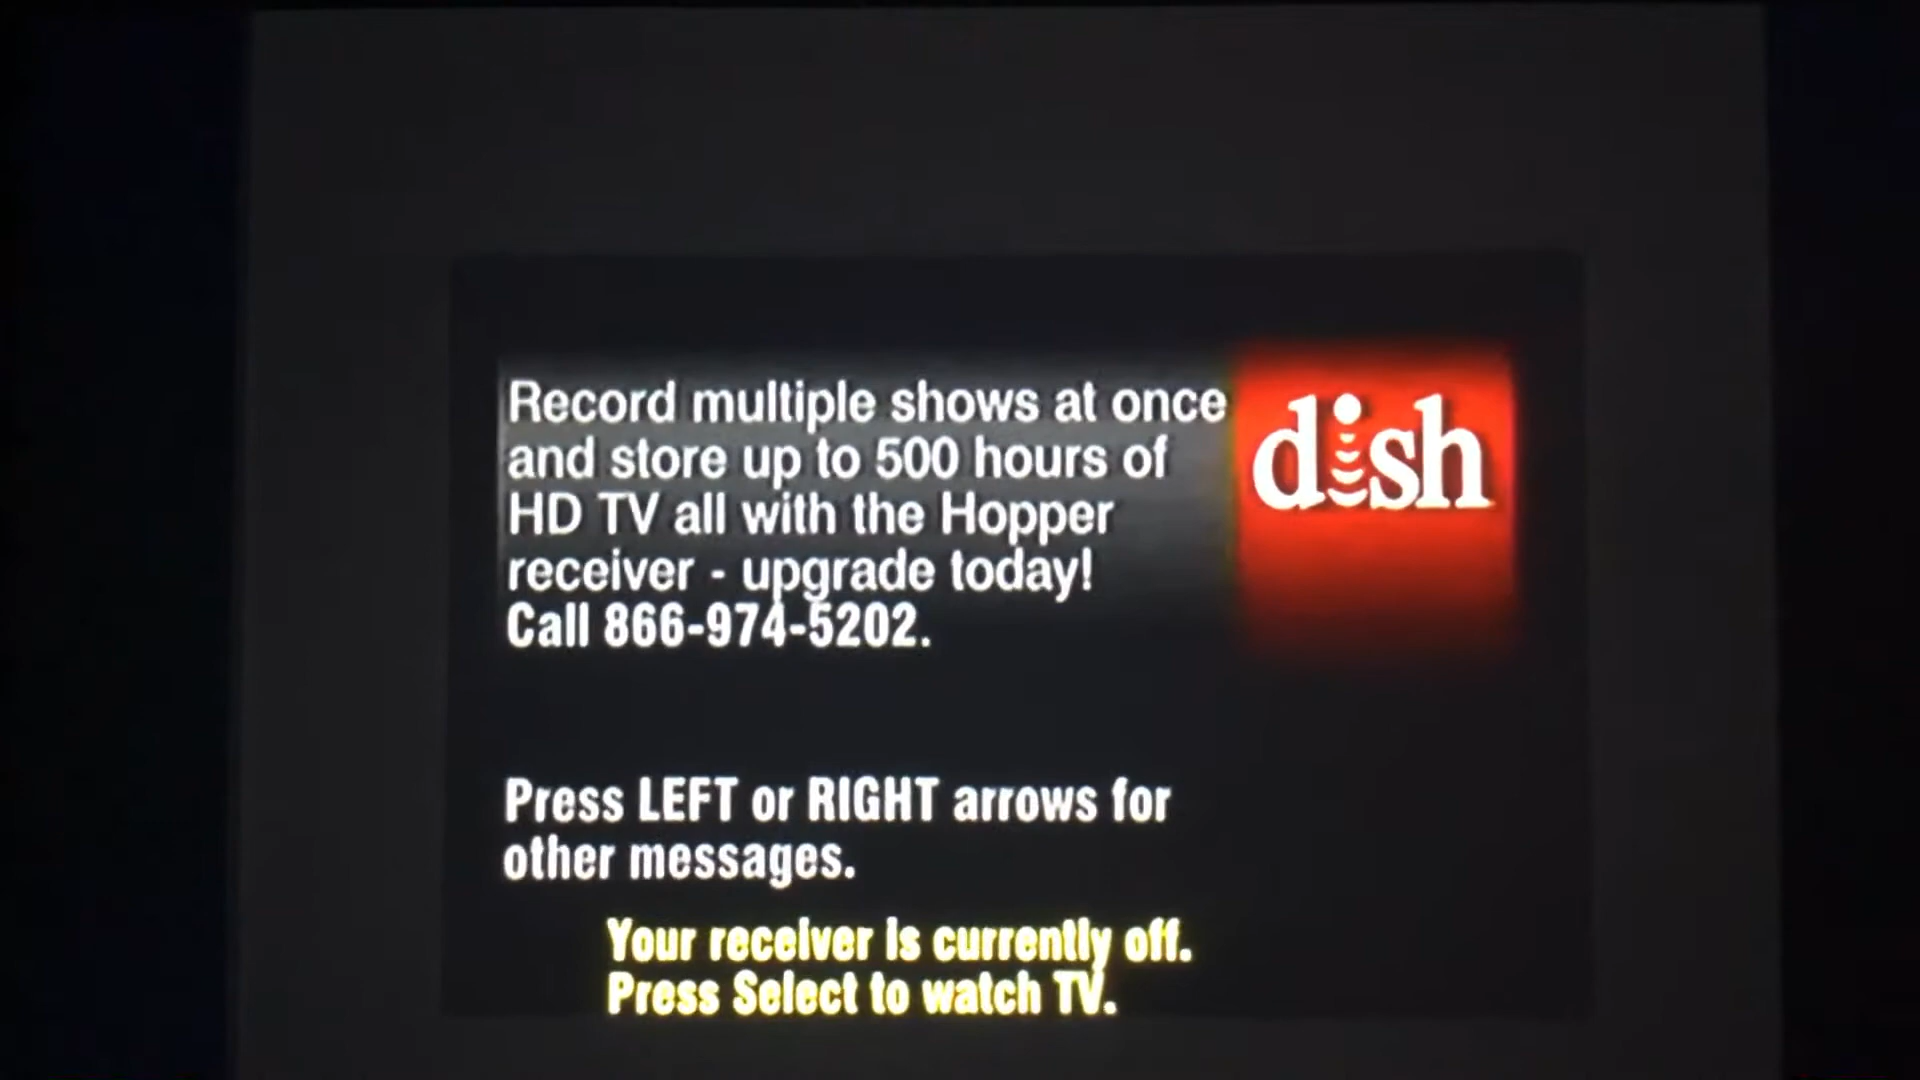 Record multiple shows at once
and store up to 500 hours of
HD TV all with the Hopper
receiver - upgrade today!
Call 866-974-5202.
dish
Press LEFT or RIGHT arrows for
other messages.
Your receiver is currently off.
Press Select to watch TV.